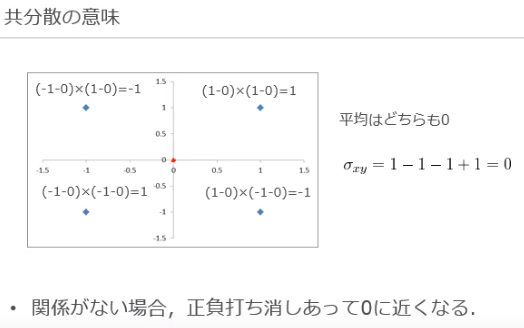 共分散の意味
(-1-0)×(1-0)=-1
(1-0)×(1-0)=1
1.5
1
0.5
0
-1.5 -1 -0.5 0 0.5 1 1.5
(-1-0)×(-1-0)=1
(1-0)×(-1-0)=-1
-0.5
-1
-1.5
平均はどちらも0
σxy = 1 − 1 − 1 + 1 = 0
• 関係がない場合，正負打ち消しあって0に近くなる.